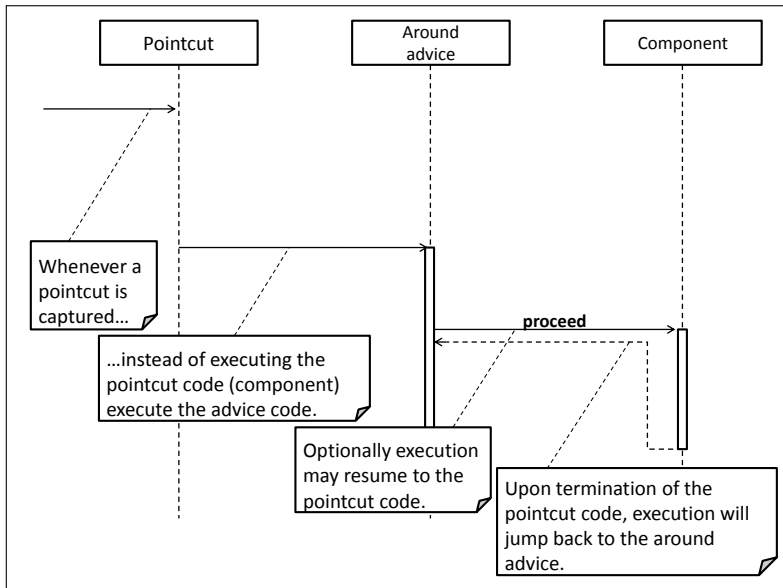 Pointcut
Around
advice
Component
Whenever a
pointcut is
captured…
…instead of executing the
pointcut code (component)
execute the advice code.
proceed
Optionally execution
may resume to the
pointcut code.
Upon termination of the
pointcut code, execution will
jump back to the around
advice.